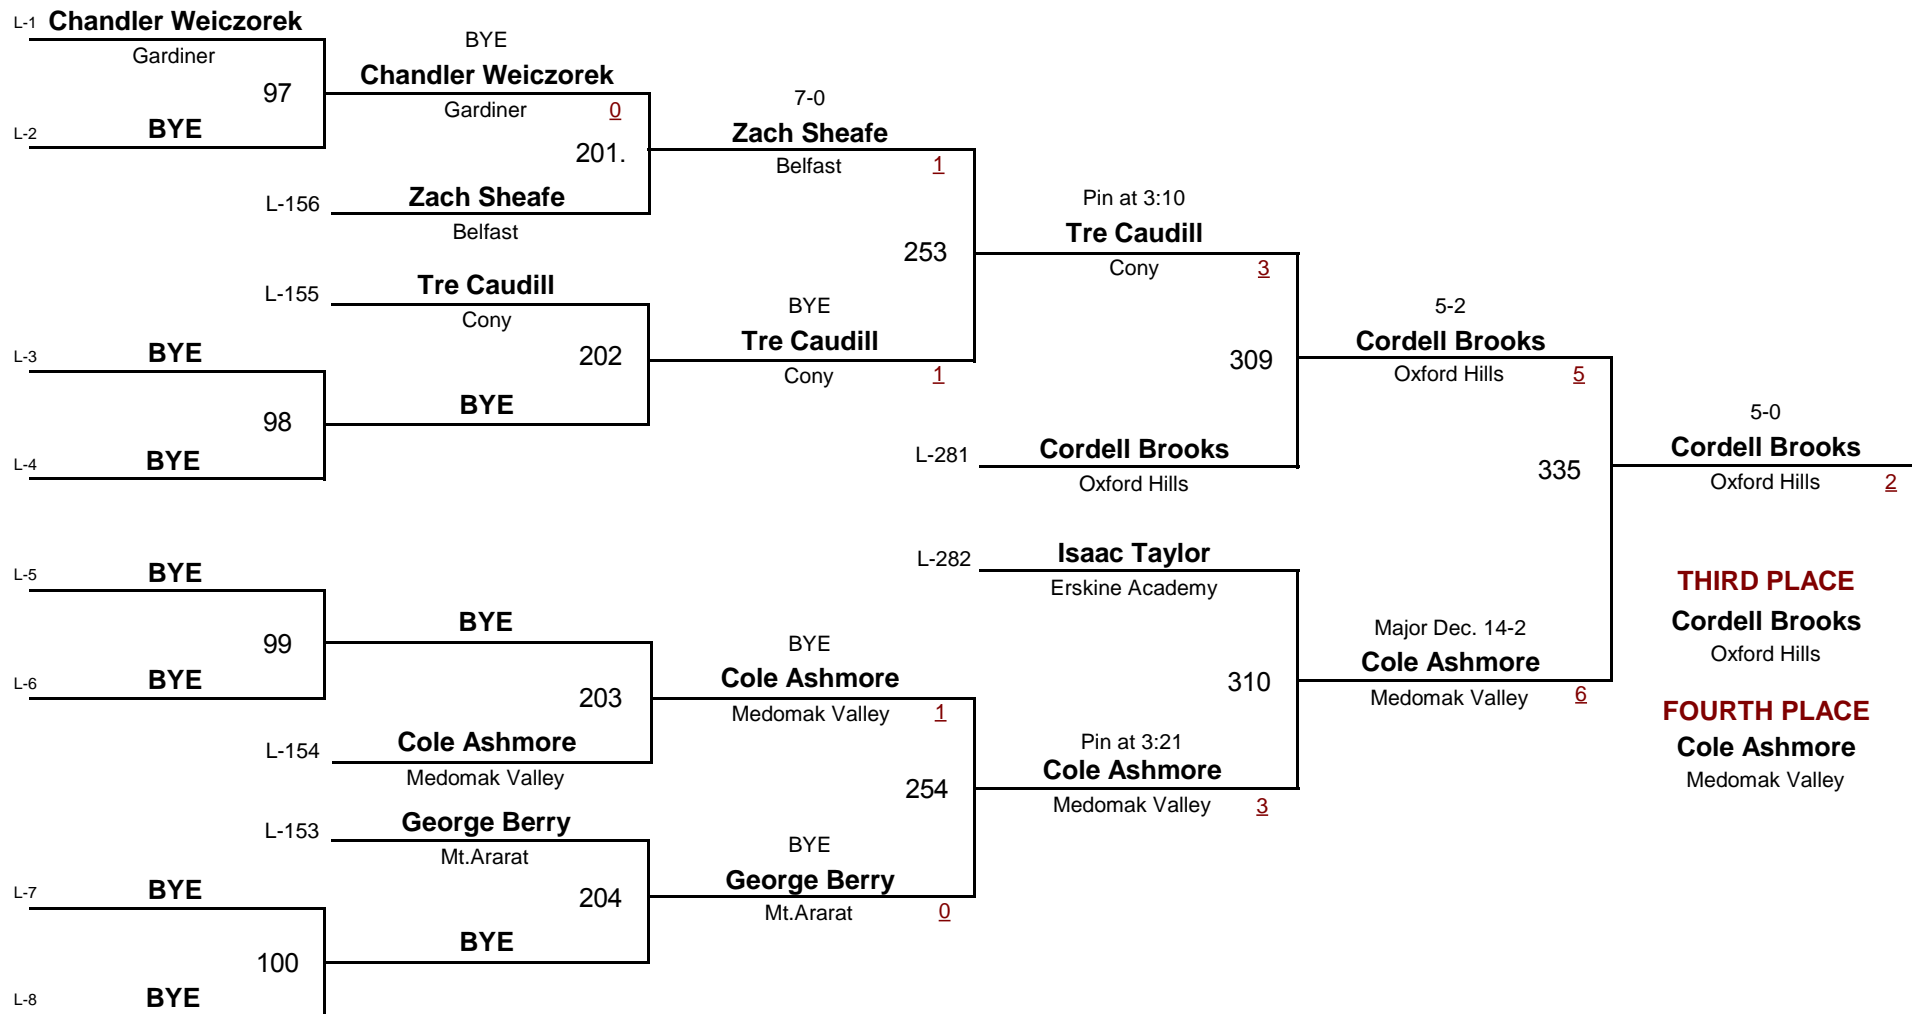 L-1 Chandler Weiczorek
Gardiner
97
L-2 BYE
BYE
Chandler Weiczorek
Gardiner 0
201.
L-156 Zach Sheafe
Belfast
7-0
Zach Sheafe
Belfast 1
253
L-155 Tre Caudill
Cony
202
L-3 BYE
98
BYE
L-4 BYE
BYE
Tre Caudill
Cony 1
Pin at 3:10
Tre Caudill
Cony 3
309
L-281 Cordell Brooks
Oxford Hills
5-2
Cordell Brooks
Oxford Hills 5
335
5-0
Cordell Brooks
Oxford Hills 2
L-282 Isaac Taylor
Erskine Academy
310
L-5 BYE
99
BYE
L-6 BYE
203
L-154 Cole Ashmore
Medomak Valley
BYE
Cole Ashmore
Medomak Valley 1
254
Pin at 3:21
Cole Ashmore
Medomak Valley 3
Major Dec. 14-2
Cole Ashmore
Medomak Valley 6
L-153 George Berry
Mt.Ararat
204
L-7 BYE
100
BYE
L-8 BYE
BYE
George Berry
Mt.Ararat 0
THIRD PLACE
Cordell Brooks
Oxford Hills
FOURTH PLACE
Cole Ashmore
Medomak Valley